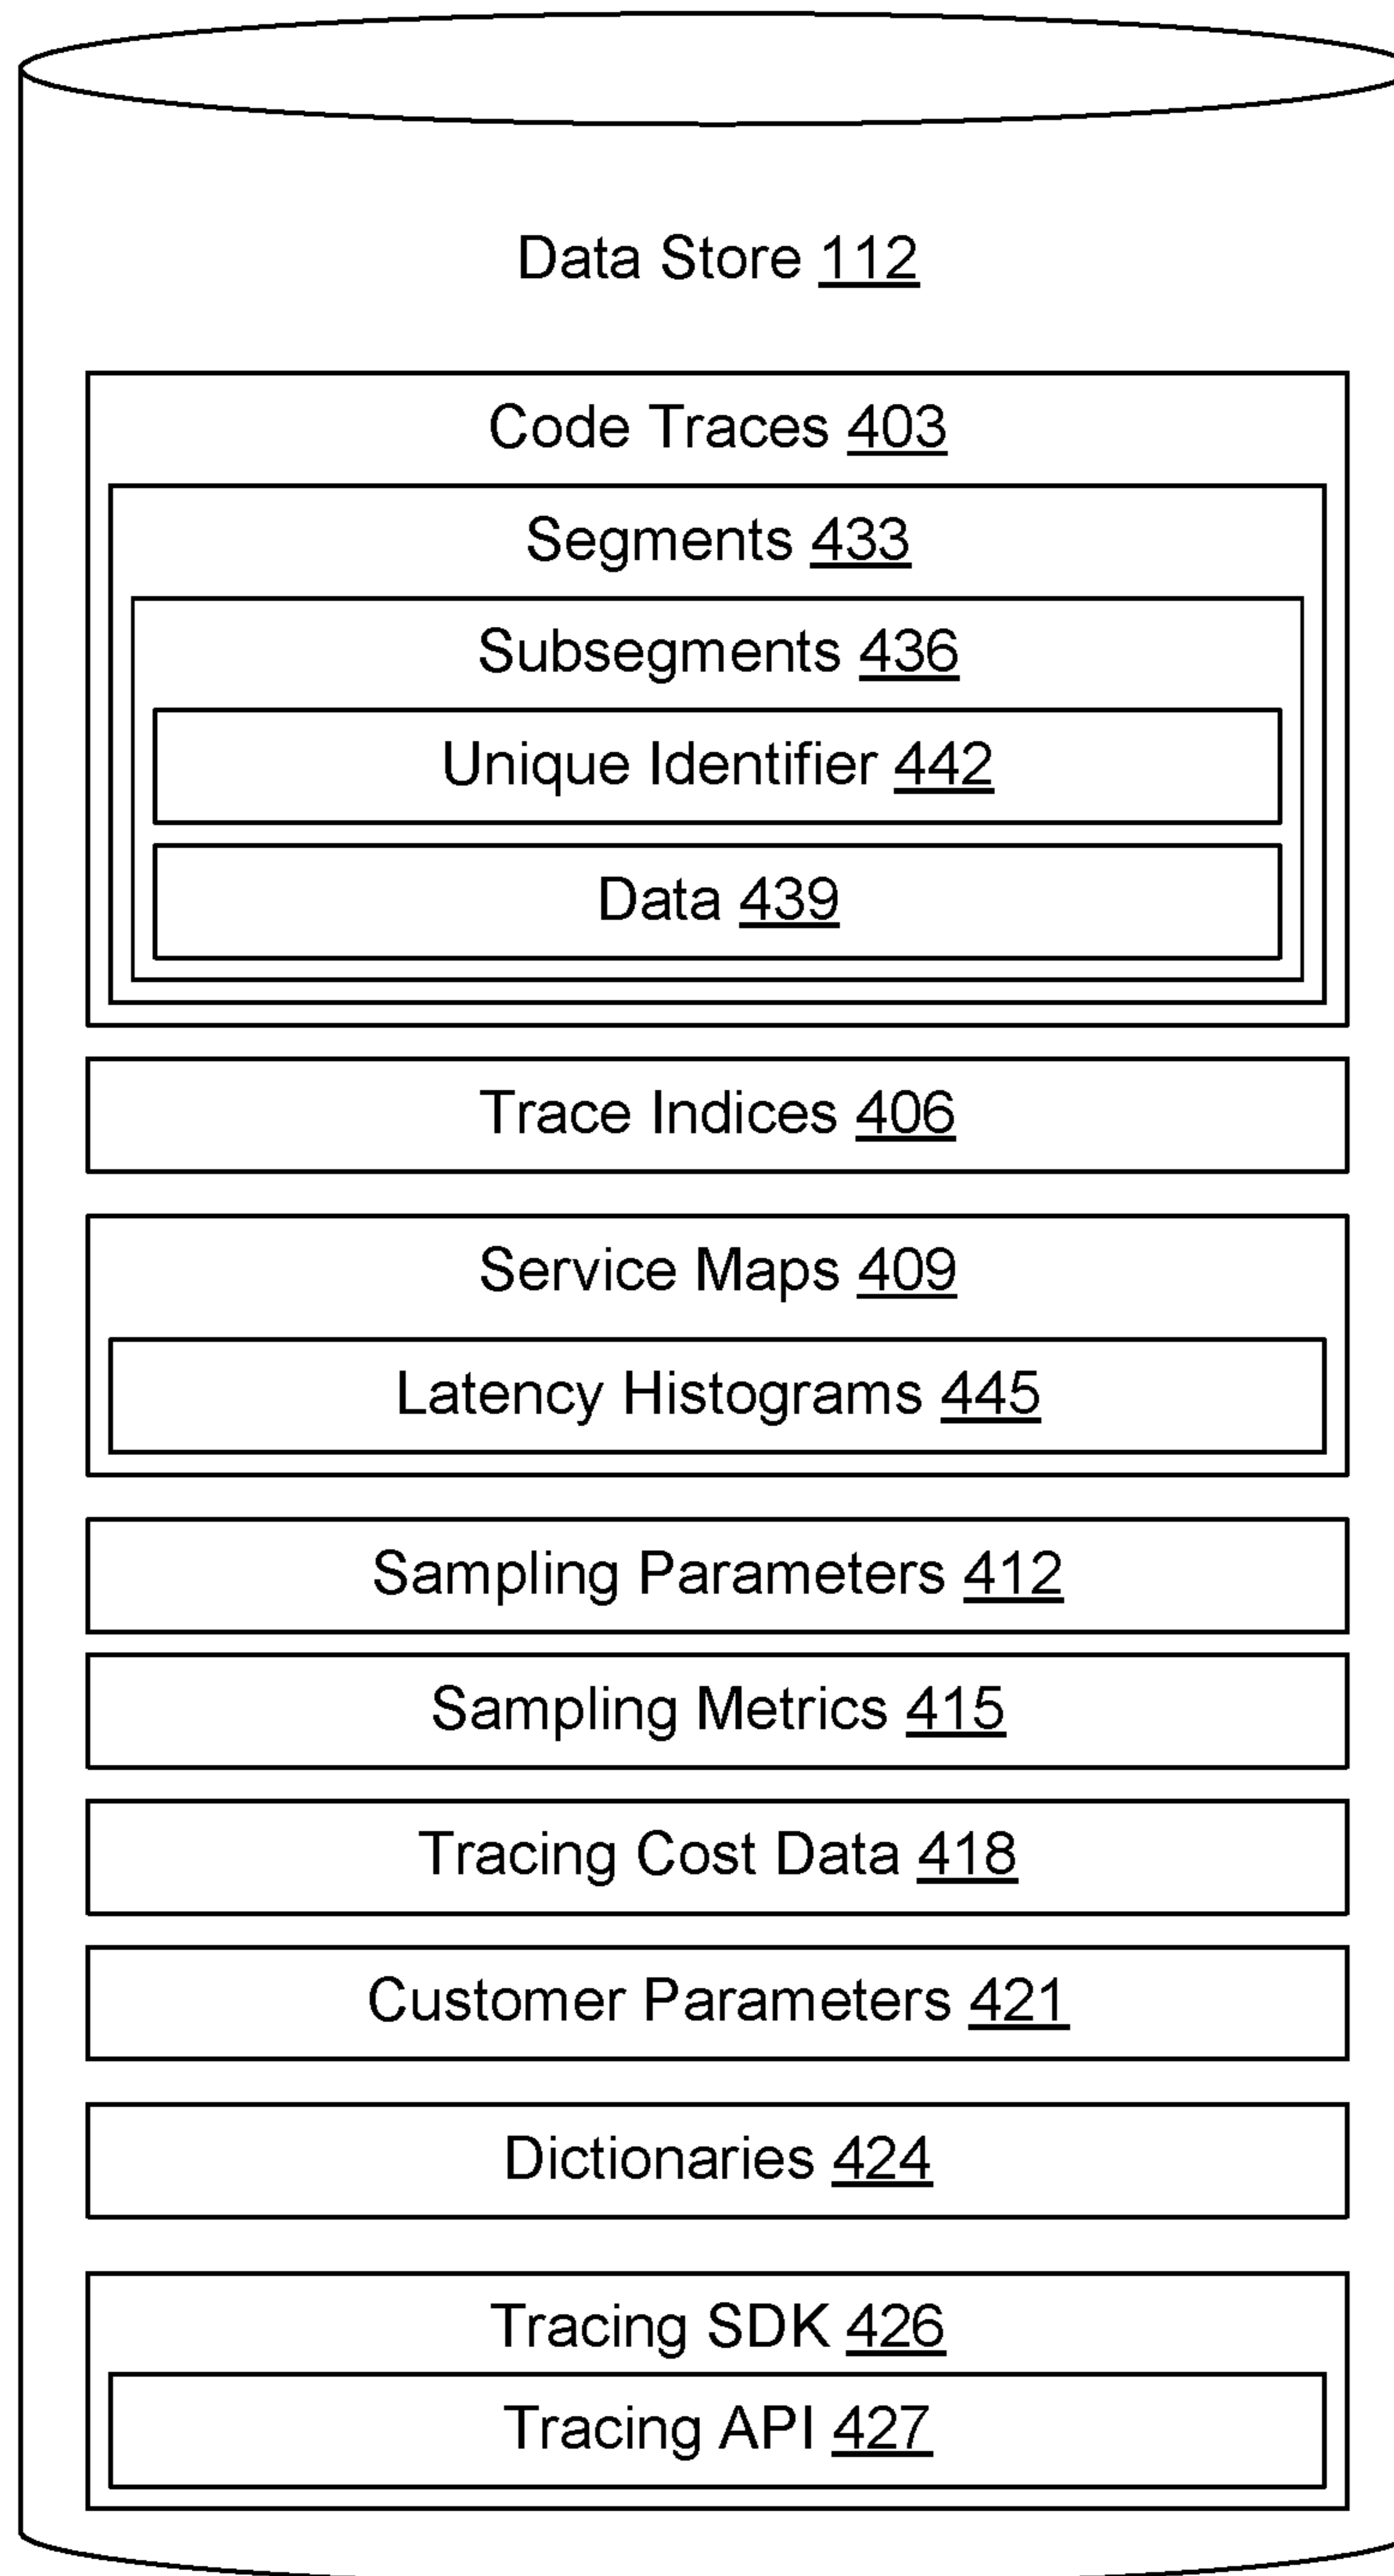 Data Store 112
Code Traces 403
Segments 433
Subsegments 436
Unique Identifier 442
Data 439
Trace Indices 406
Service Maps 409
Latency Histograms 445
Sampling Parameters 412
Sampling Metrics 415
Tracing Cost Data 418
Customer Parameters 421
Dictionaries 424
Tracing SDK 426
Tracing API 427